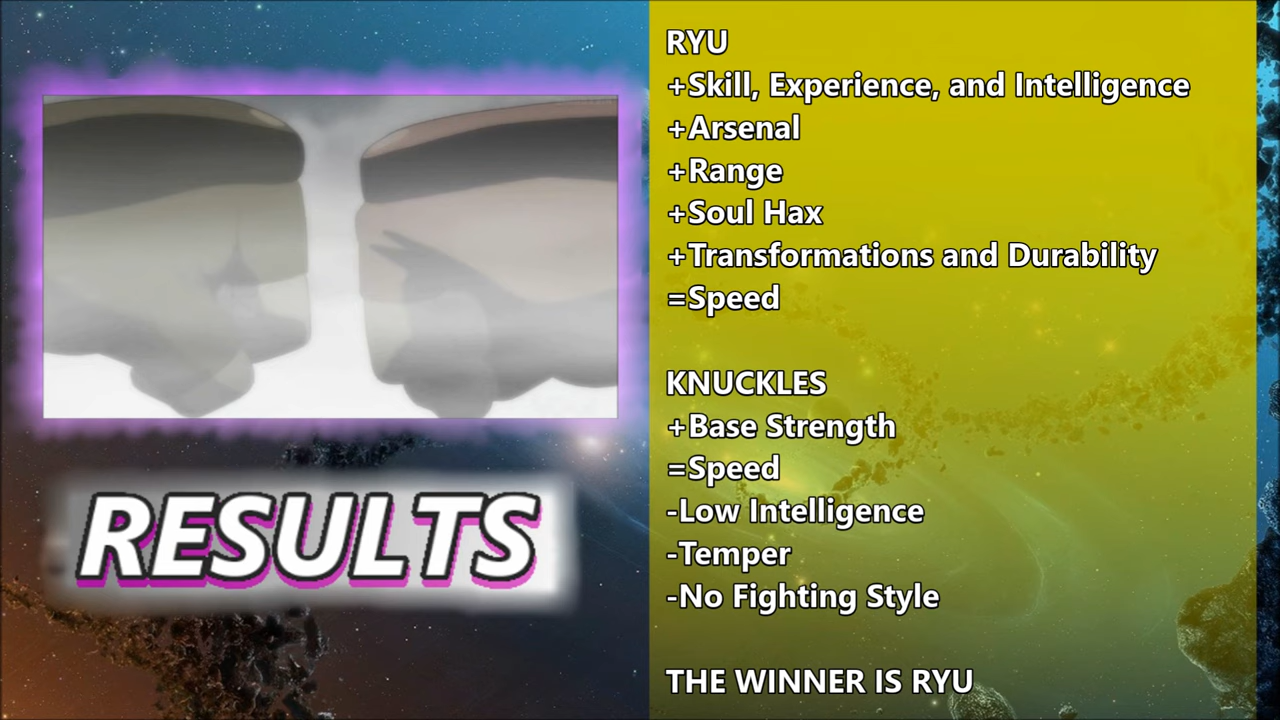 RESULTS
RYU
+Skill, Experience, and Intelligence
+Arsenal
+Range
+Soul Hax
+Transformations and Durability
=Speed
KNUCKLES
+Base Strength
=Speed
-Low Intelligence
-Temper
-No Fighting Style
THE WINNER IS RYU